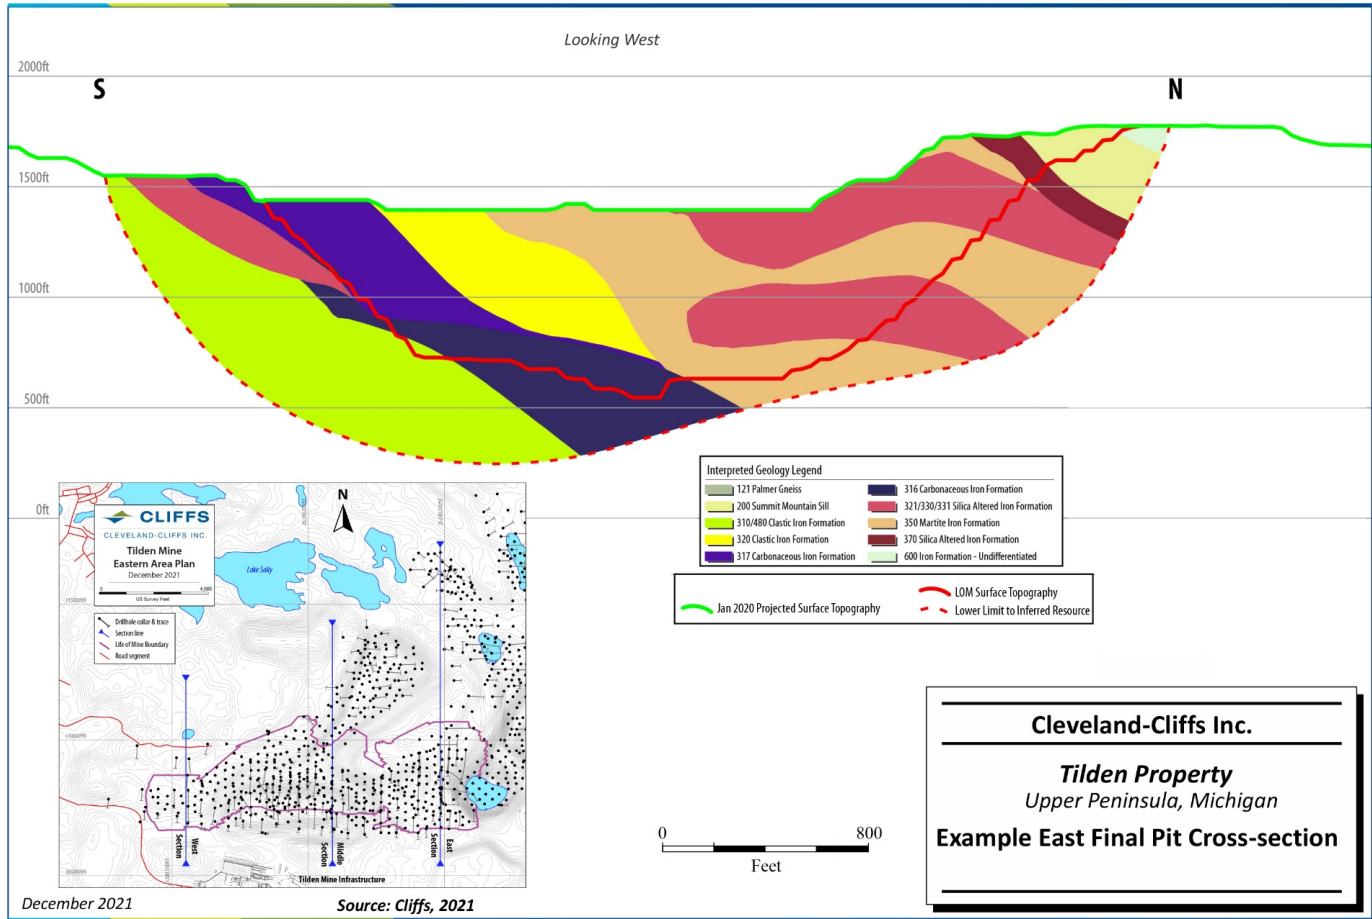 Looking West
2000ft
S
N
1500ft
1000ft
500ft
0ft
Interpreted Geology Legend
121 Palmer Gneiss
200 Summit Mountain Sill
310/480 Clastic Iron Formation
320 Clastic Iron Formation
317 Carbonaceous Iron Formation
316 Carbonaceous Iron Formation
321/330/331 Silica Altered Iron Formation
350 Martite Iron Formation
370 Silica Altered Iron Formation
600 Iron Formation - Undifferentiated
Jan 2020 Projected Surface Topography
LOM Surface Topography
Lower Limit to Inferred Resource
N
CLIFFS
CLEVELAND-CLIFFS INC.
Tilden Mine
Eastern Area Plan
December 2021
0 4,000
US Survey Feet
Drillhole collar & trace
Section line
Life of Mine Boundary
Road segment
Lake Sally
West
Section
Middle
Section
East
Section
Tilden Mine Infrastructure
0 800
Feet
Cleveland-Cliffs Inc.
Tilden Property
Upper Peninsula, Michigan
Example East Final Pit Cross-section
December 2021
Source: Cliffs, 2021